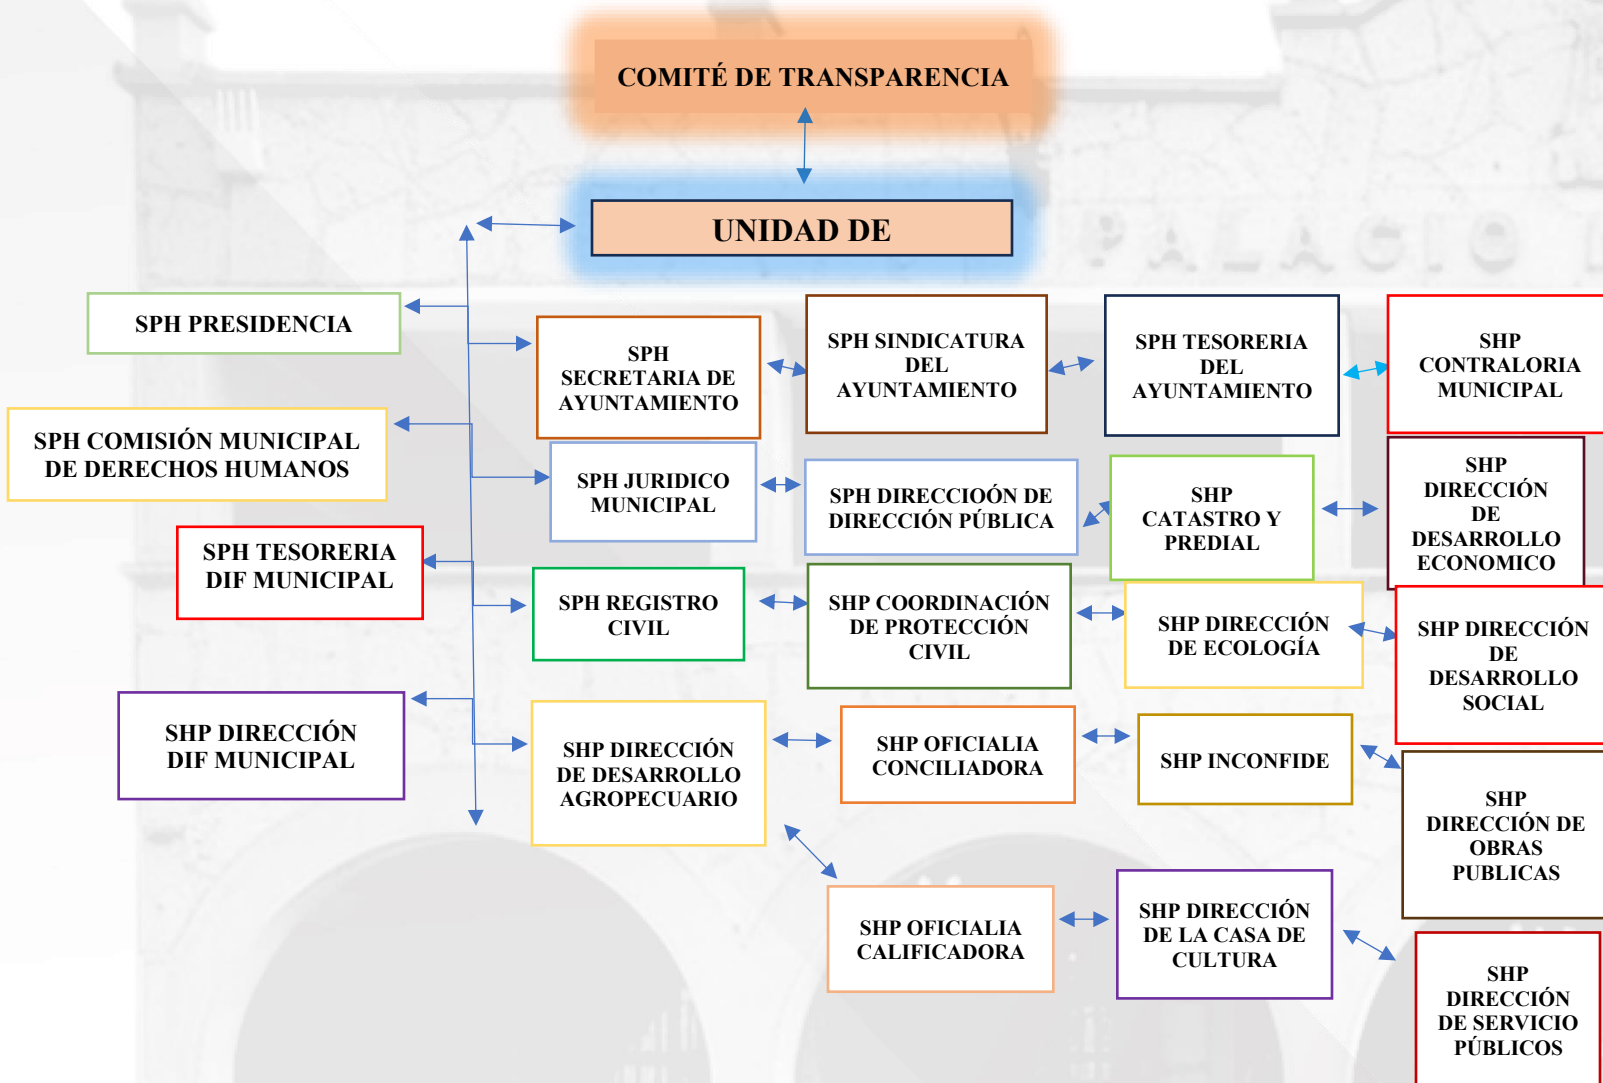 COMITÉ DE TRANSPARENCIA
UNIDAD DE
PALACIO
SPH PRESIDENCIA
SPH
SECRETARIA DE
AYUNTAMIENTO
SPH SINDICATURA
DEL
AYUNTAMIENTO
SPH TESORERIA
DEL
AYUNTAMIENTO
SHP
CONTRALORIA
MUNICIPAL
SPH COMISIÓN MUNICIPAL
DE DERECHOS HUMANOS
SPH JURIDICO
MUNICIPAL
SPH DIRECCIOÓN DE
DIRECCIÓN PÚBLICA
SHP
CATASTRO Y
PREDIAL
SHP
DIRECCIÓN
DE
DESARROLLO
ECONOMICO
SPH TESORERIA
DIF MUNICIPAL
SPH REGISTRO
CIVIL
SHP COORDINACIÓN
DE PROTECCIÓN
CIVIL
SHP DIRECCIÓN
DE ECOLOGÍA
SHP DIRECCIÓN
DE
DESARROLLO
SOCIAL
SHP DIRECCIÓN
DIF MUNICIPAL
SHP DIRECCIÓN
DE DESARROLLO
AGROPECUARIO
SHP OFICIALIA
CONCILIADORA
SHP INCONFIDE
SHP
DIRECCIÓN DE
OBRAS
PUBLICAS
SHP OFICIALIA
CALIFICADORA
SHP DIRECCIÓN
DE LA CASA DE
CULTURA
SHP
DIRECCIÓN
DE SERVICIO
PÚBLICOS